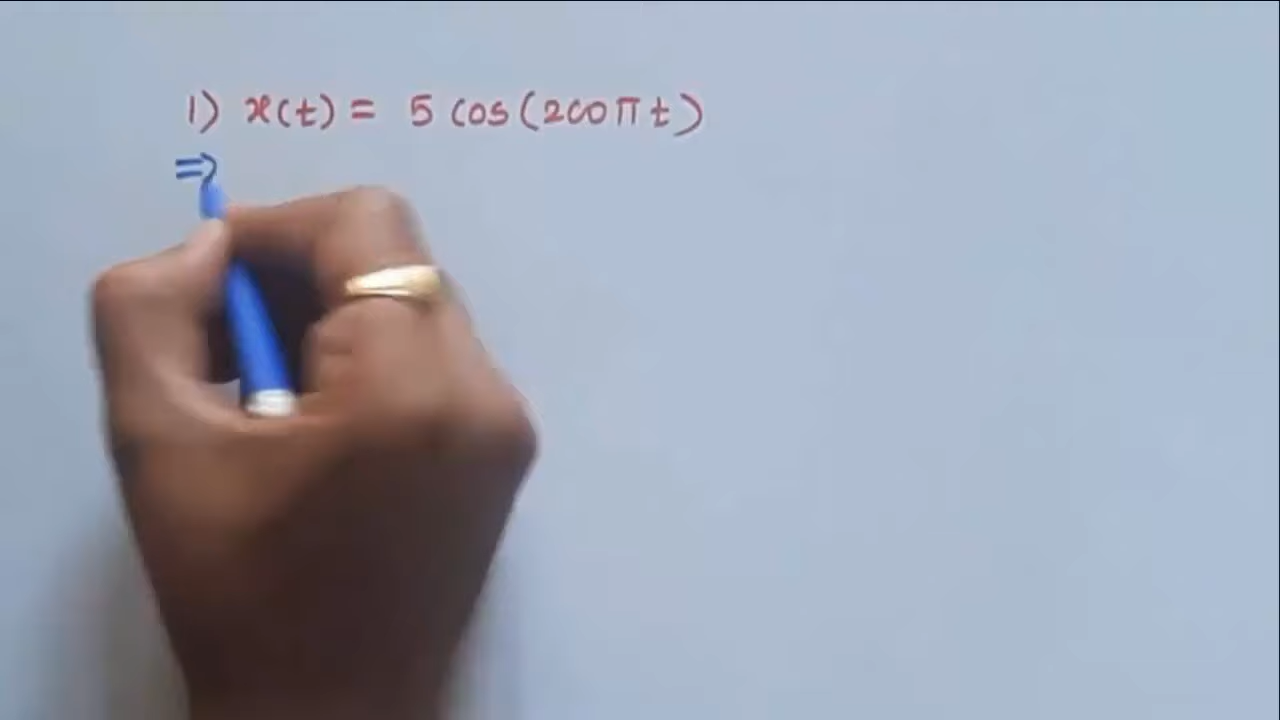 1) x(t) = 5 cos(200πt)
⇒